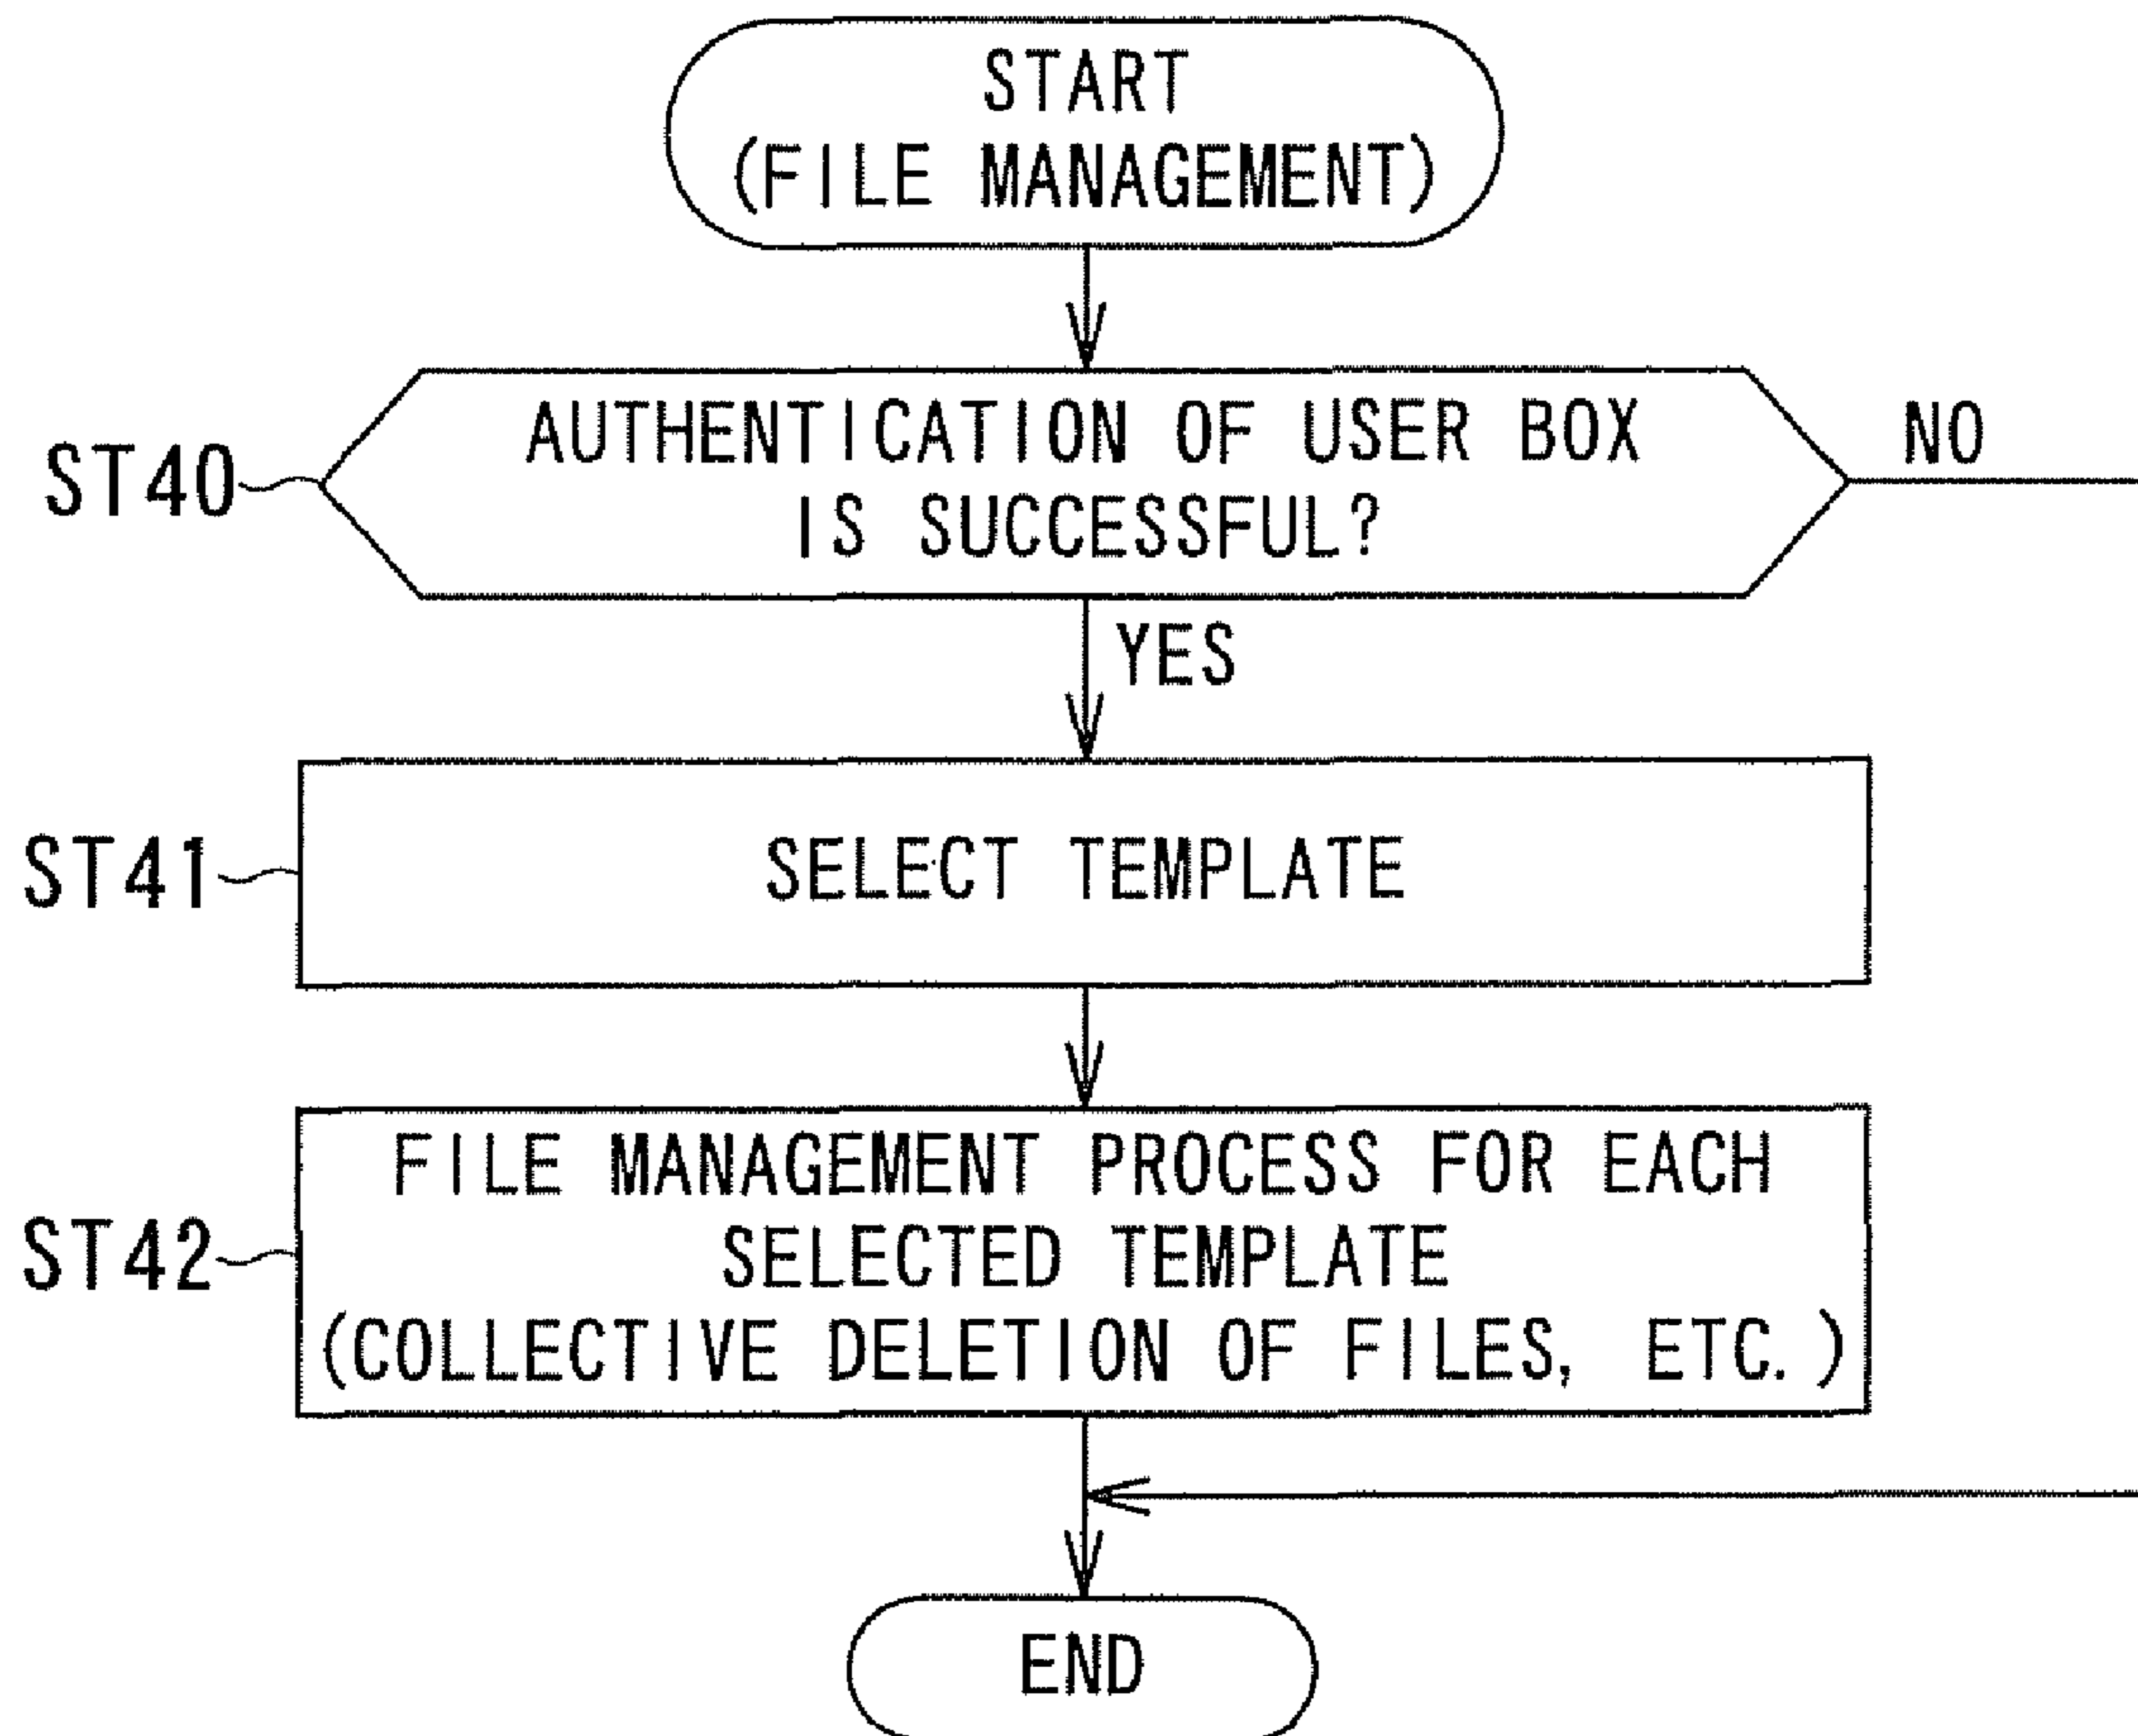 START
(FILE MANAGEMENT)
ST40
AUTHENTICATION OF USER BOX
IS SUCCESSFUL?
NO
YES
ST41
SELECT TEMPLATE
ST42
FILE MANAGEMENT PROCESS FOR EACH
SELECTED TEMPLATE
(COLLECTIVE DELETION OF FILES, ETC.)
END